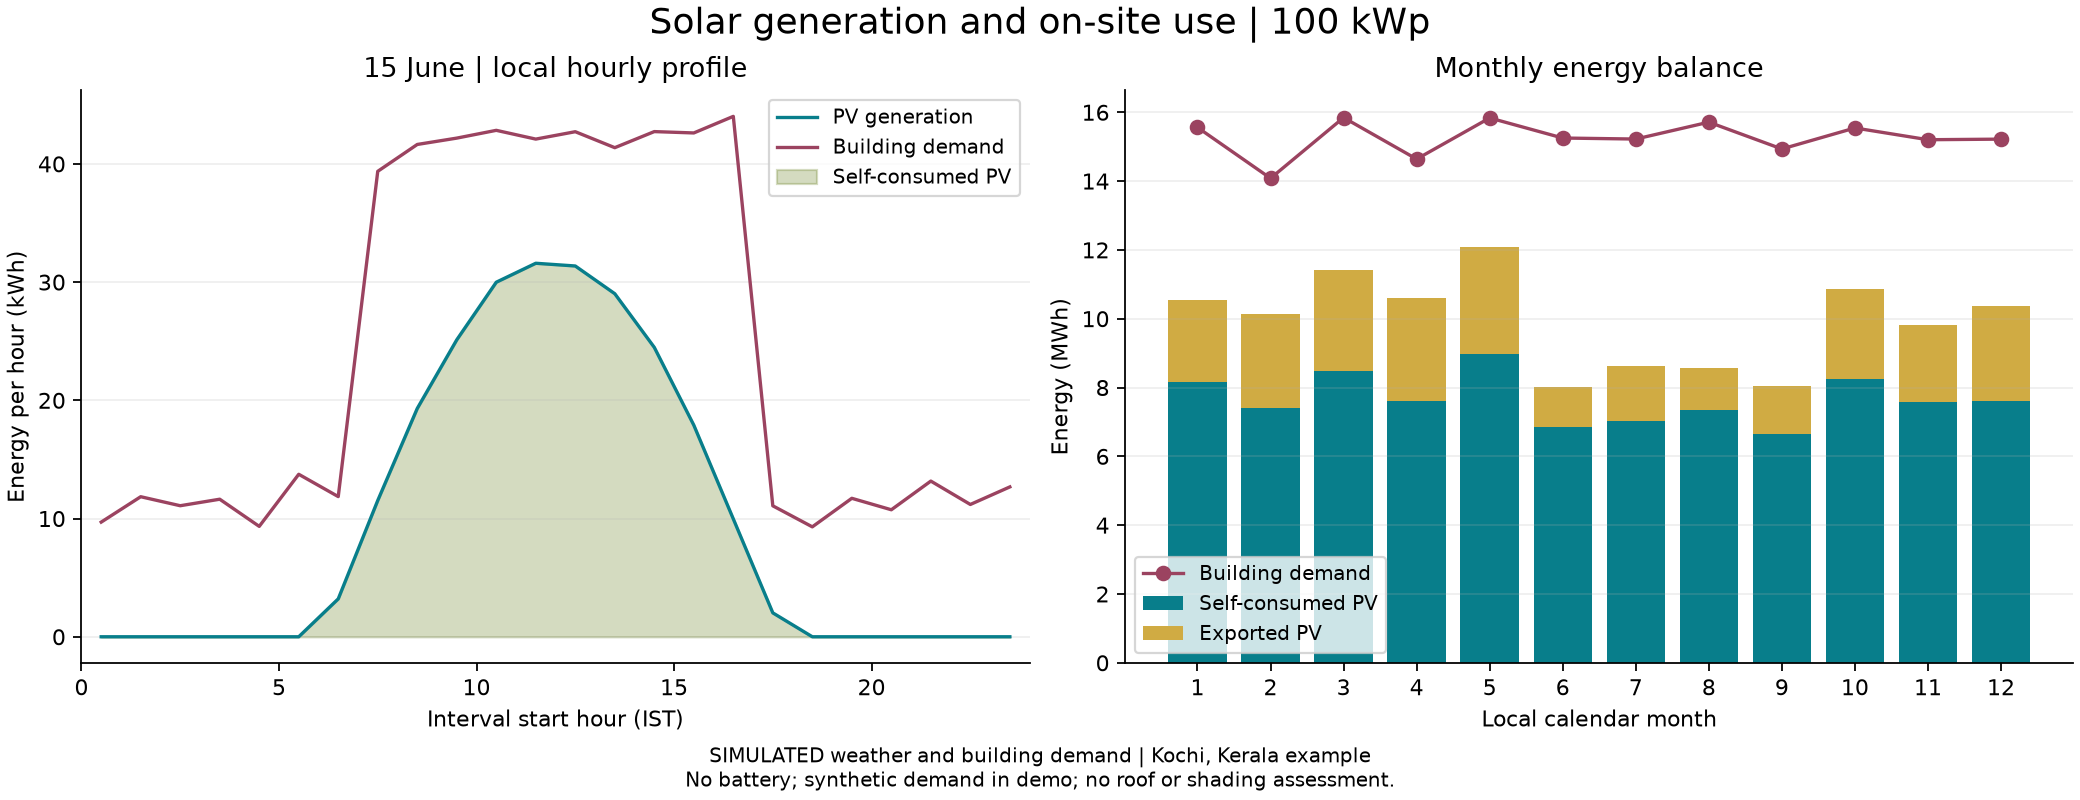 Solar generation and on-site use | 100 kWp
15 June | local hourly profile
PV generation
Building demand
Self-consumed PV
Energy per hour (kWh)
40
30
20
10
0
0 5 10 15 20
Interval start hour (IST)
Monthly energy balance
Energy (MWh)
16
14
12
10
8
6
4
2
0
Building demand
Self-consumed PV
Exported PV
1 2 3 4 5 6 7 8 9 10 11 12
Local calendar month
SIMULATED weather and building demand | Kochi, Kerala example
No battery; synthetic demand in demo; no roof or shading assessment.